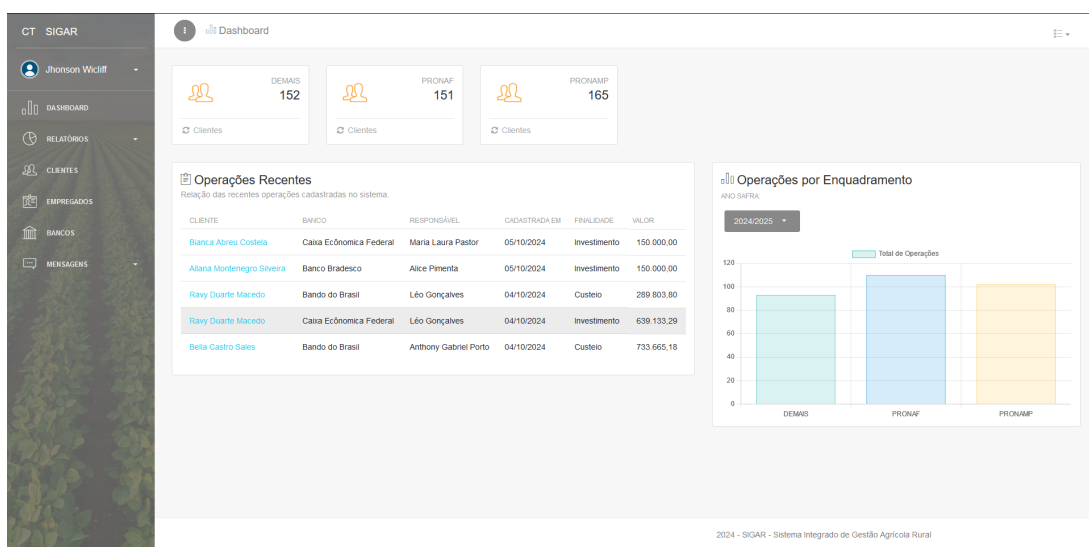 CT SIGAR
Jhonson Wicliff
DASHBOARD
RELATÓRIOS
CLIENTES
EMPREGADOS
BANCOS
MENSAGENS
Dashboard
DEMAIS
152
Clientes
PRONAF
151
Clientes
PRONAMP
165
Clientes
Operações Recentes
Relação das recentes operações cadastradas no sistema.
CLIENTE BANCO RESPONSÁVEL CADASTRADA EM FINALIDADE VALOR
Bianca Abreu Costela Caixa Ecônomica Federal Maria Laura Pastor 05/10/2024 Investimento 150.000,00
Allana Montenegro Silveira Banco Bradesco Alice Pimenta 05/10/2024 Investimento 150.000,00
Ravy Duarte Macedo Bando do Brasil Léo Gonçalves 04/10/2024 Custeio 289.803,80
Ravy Duarte Macedo Caixa Ecônomica Federal Léo Gonçalves 04/10/2024 Investimento 639.133,29
Bella Castro Sales Bando do Brasil Anthony Gabriel Porto 04/10/2024 Custeio 733.665,18
Operações por Enquadramento
ANO SAFRA:
2024/2025
Total de Operações
120
100
80
60
40
20
0
DEMAIS PRONAF PRONAMP
2024 - SIGAR - Sistema Integrado de Gestão Agrícola Rural